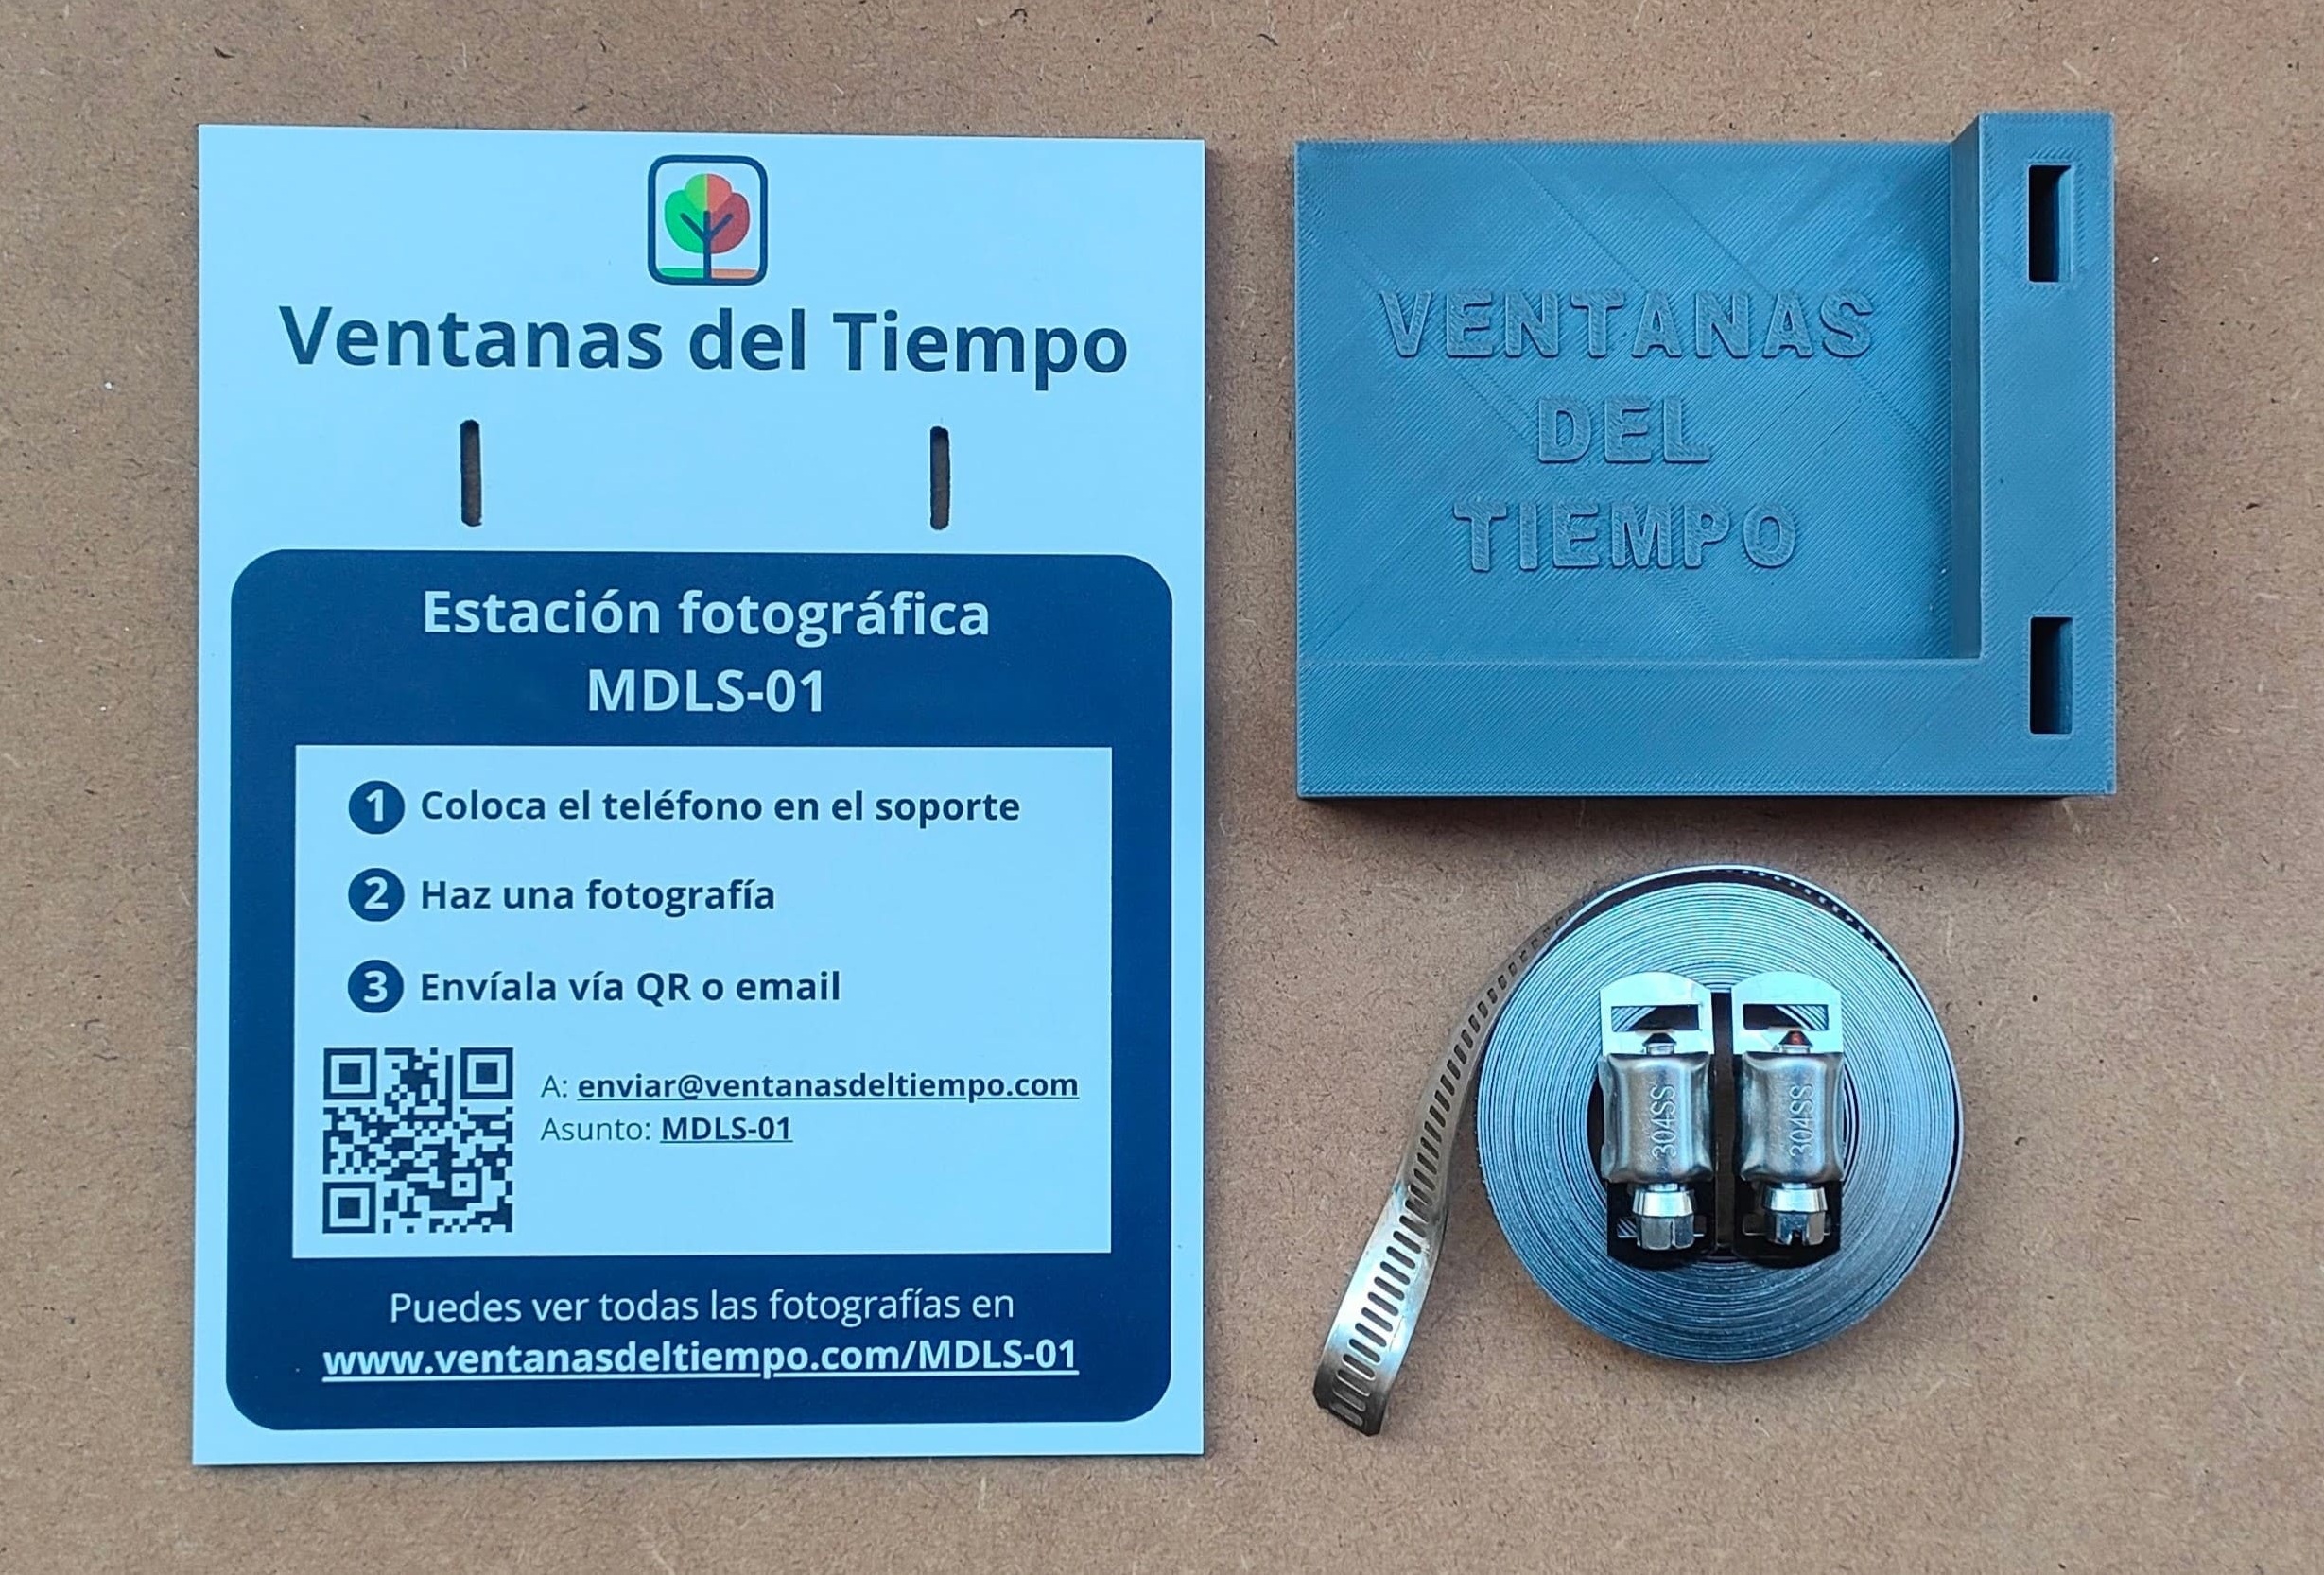 Ventanas del Tiempo
Estación fotográfica
MDLS-01
1 Coloca el teléfono en el soporte
2 Haz una fotografía
3 Envíala vía QR o email
A: enviar@ventanasdeltiempo.com
Asunto: MDLS-01
Puedes ver todas las fotografías en
www.ventanasdeltiempo.com/MDLS-01
VENTANAS
DEL
TIEMPO
304SS
304SS